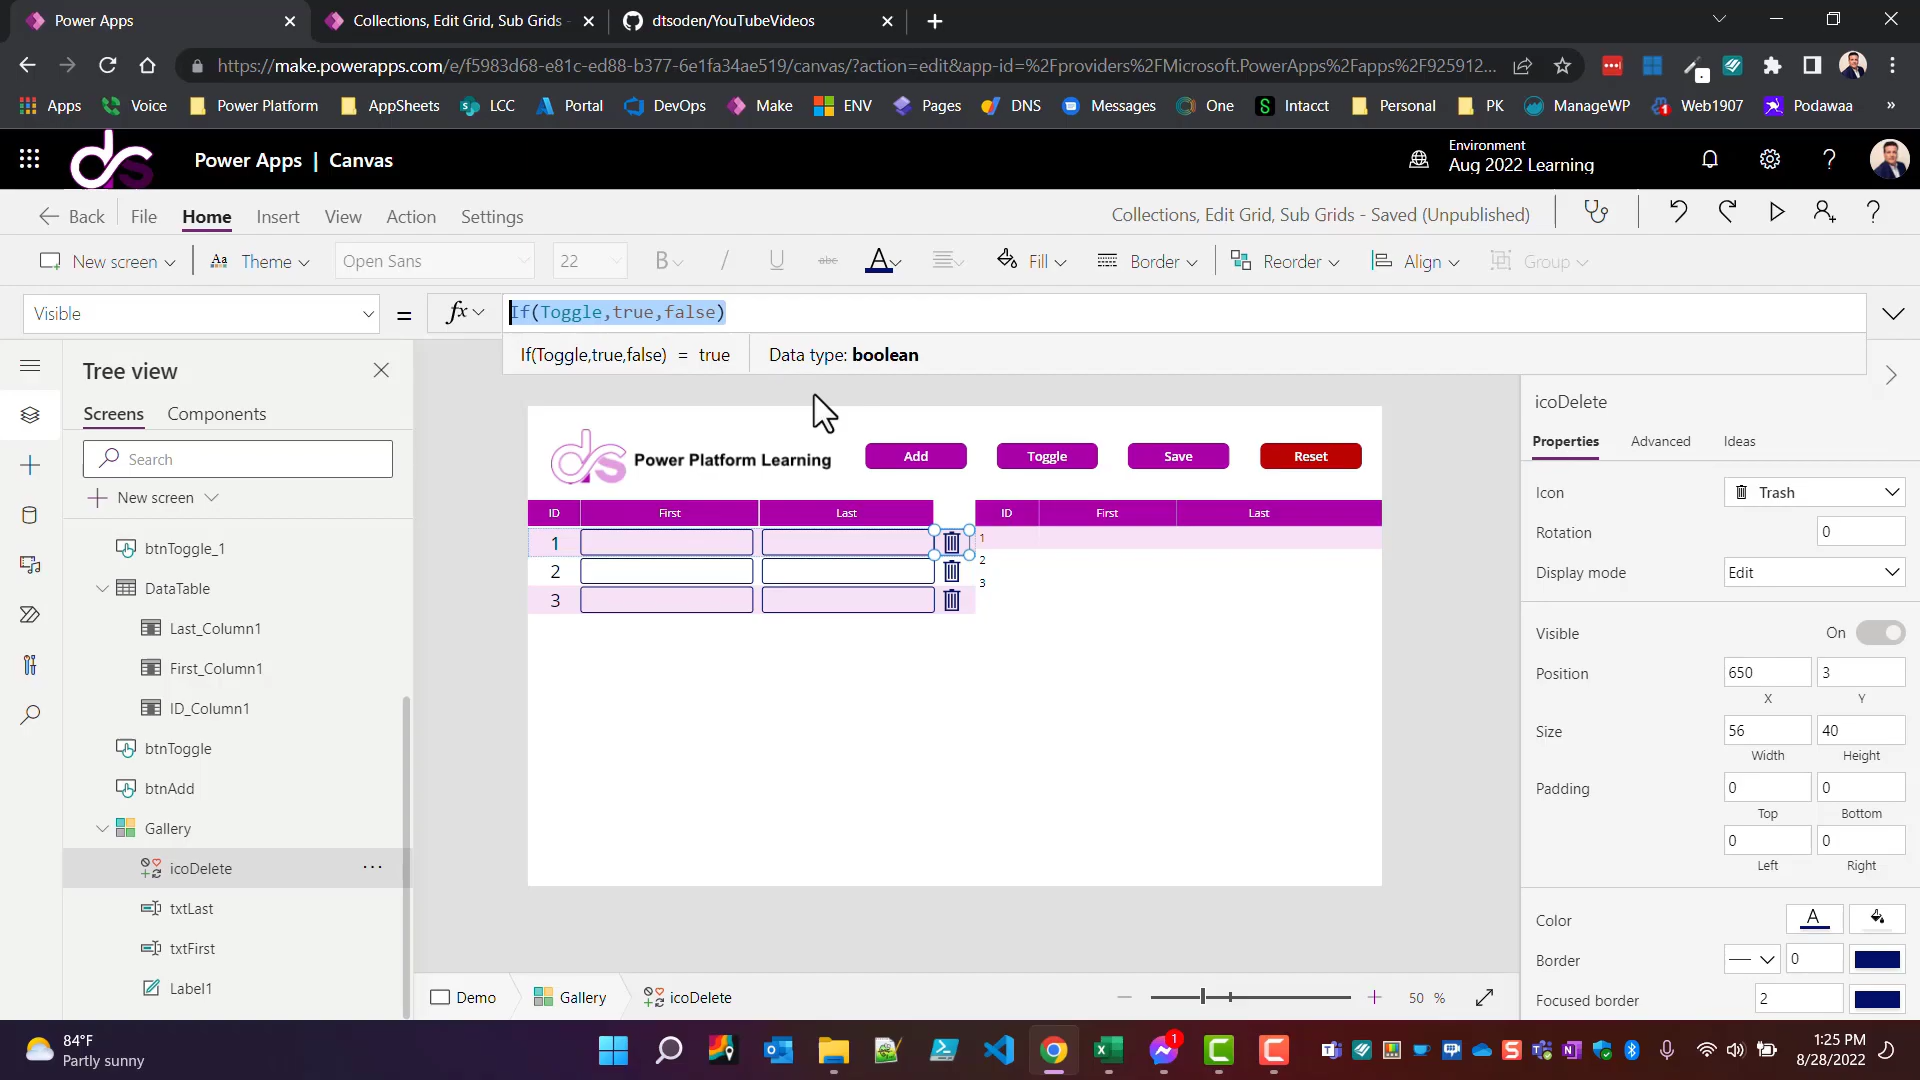 Power Apps
Collections, Edit Grid, Sub Grids -
dtsoden/YouTubeVideos
https://make.powerapps.com/e/f5983d68-e81c-ed88-b377-6e1fa34ae519/canvas/?action=edit&app-id=%2Fproviders%2FMicrosoft.PowerApps%2Fapps%2F925912...
Apps Voice Power Platform AppSheets LCC Portal DevOps Make ENV Pages DNS Messages One Intacct Personal PK ManageWP Web1907 Podawaa »
Power Apps | Canvas
Environment
Aug 2022 Learning
Back File Home Insert View Action Settings
Collections, Edit Grid, Sub Grids - Saved (Unpublished)
New screen Theme Open Sans 22 B / U abc A Fill Border Reorder Align Group
Visible = fx If(Toggle,true,false)
If(Toggle,true,false) = true Data type: boolean
Tree view
Screens Components
Search
New screen
btnToggle_1
DataTable
Last_Column1
First_Column1
ID_Column1
btnToggle
btnAdd
Gallery
icoDelete ...
txtLast
txtFirst
Label1
ds Power Platform Learning Add Toggle Save Reset
ID First Last ID First Last
1 1
2 2
3 3
Demo Gallery icoDelete
50 %
icoDelete
Properties Advanced Ideas
Icon Trash
Rotation 0
Display mode Edit
Visible On
Position 650 3
X Y
Size 56 40
Width Height
Padding 0 0
Top Bottom
0 0
Left Right
Color A
Border 0
Focused border 2
84°F
Partly sunny
1
1:25 PM
8/28/2022